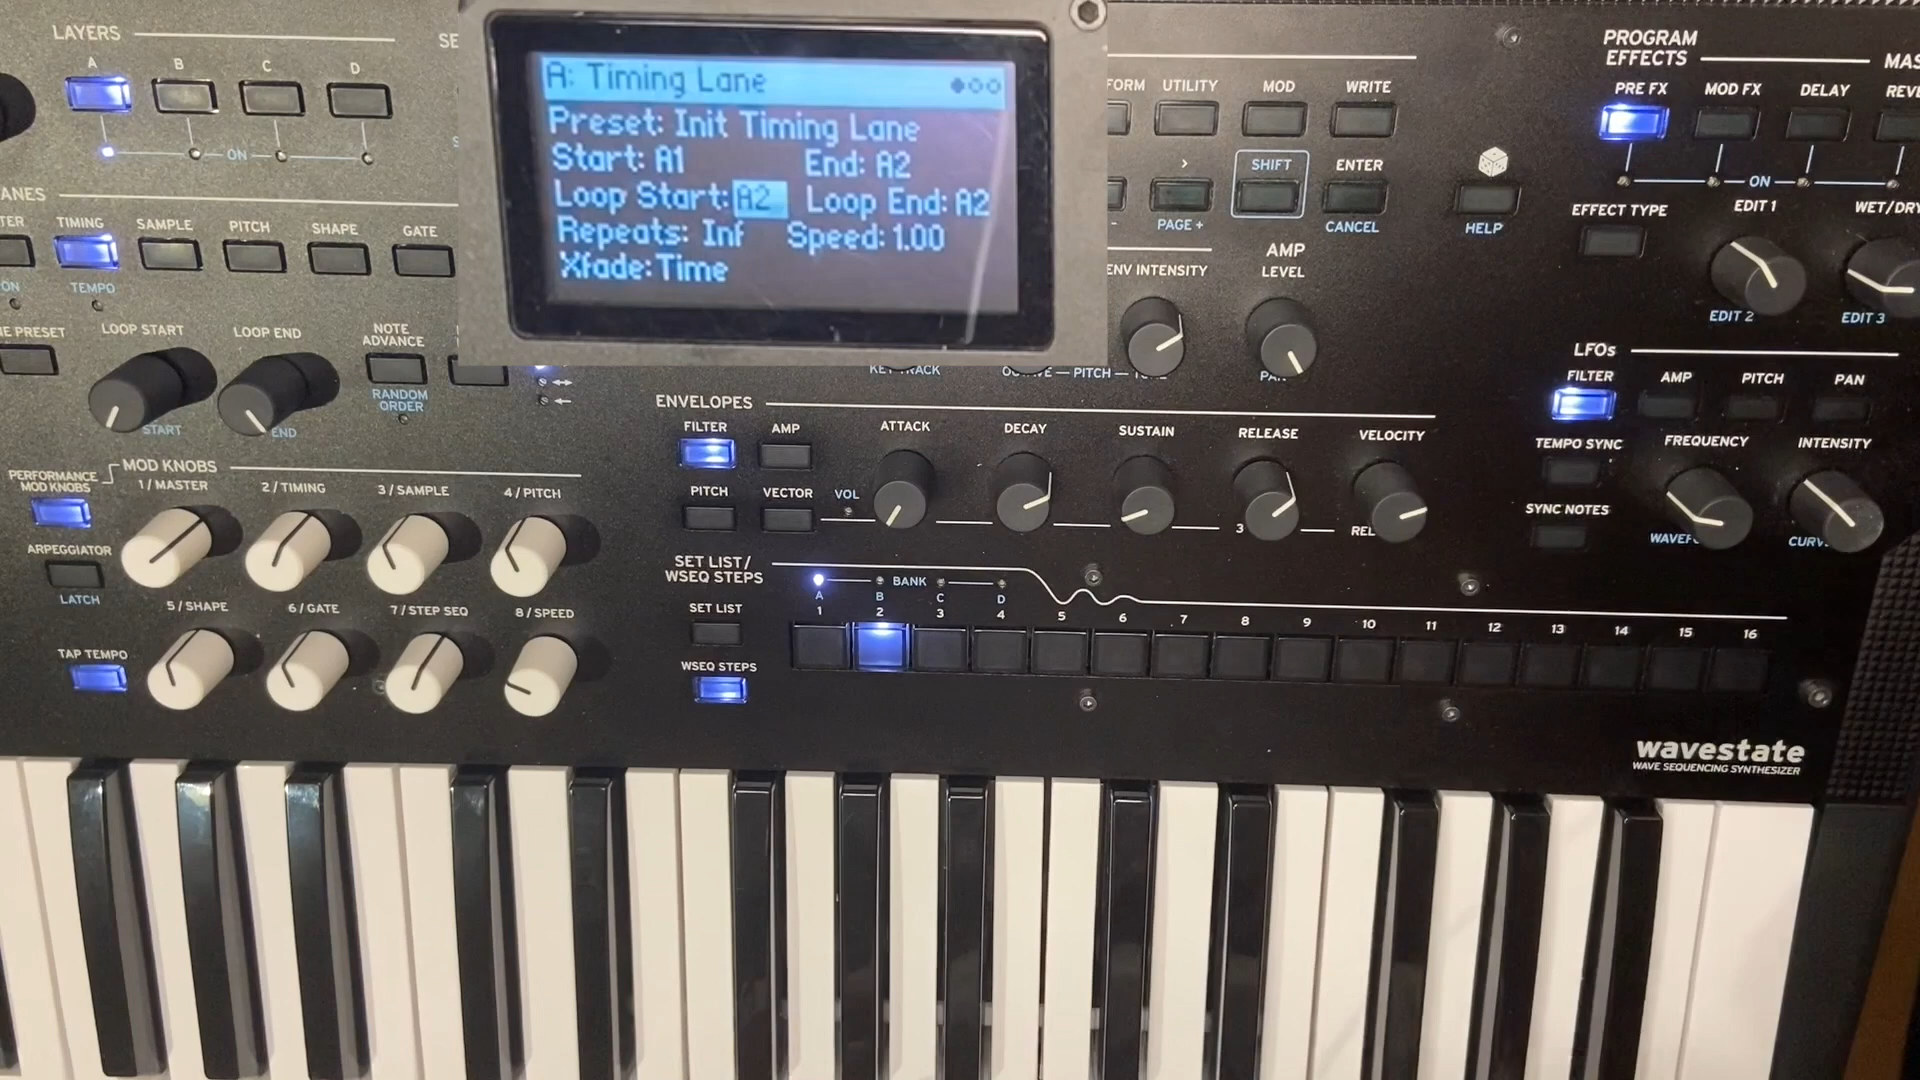 LAYERS
A B C D
ON
A: Timing Lane
Preset: Init Timing Lane
Start: A1 End: A2
Loop Start: A2 Loop End: A2
Repeats: Inf Speed: 1.00
Xfade: Time
UTILITY MOD WRITE
> SHIFT ENTER
PAGE + CANCEL
HELP
PROGRAM
EFFECTS
PRE FX MOD FX DELAY
ON
EFFECT TYPE EDIT 1 WET/DRY
EDIT 2 EDIT 3
TIMING SAMPLE PITCH SHAPE GATE
TEMPO
LOOP START LOOP END NOTE
ADVANCE
START END RANDOM
ORDER
PRESET
ENV INTENSITY
AMP
LEVEL
PAN
PITCH
LFOs
FILTER AMP PITCH PAN
TEMPO SYNC FREQUENCY INTENSITY
SYNC NOTES
ENVELOPES
FILTER AMP ATTACK DECAY SUSTAIN RELEASE VELOCITY
PITCH VECTOR VOL
3
PERFORMANCE
MOD KNOBS
MOD KNOBS
1 / MASTER 2 / TIMING 3 / SAMPLE 4 / PITCH
ARPEGGIATOR
LATCH
5 / SHAPE 6 / GATE 7 / STEP SEQ 8 / SPEED
TAP TEMPO
SET LIST/
WSEQ STEPS
BANK
A B C D
1 2 3 4 5 6 7 8 9 10 11 12 13 14 15 16
SET LIST
WSEQ STEPS
wavestate
WAVE SEQUENCING SYNTHESIZER